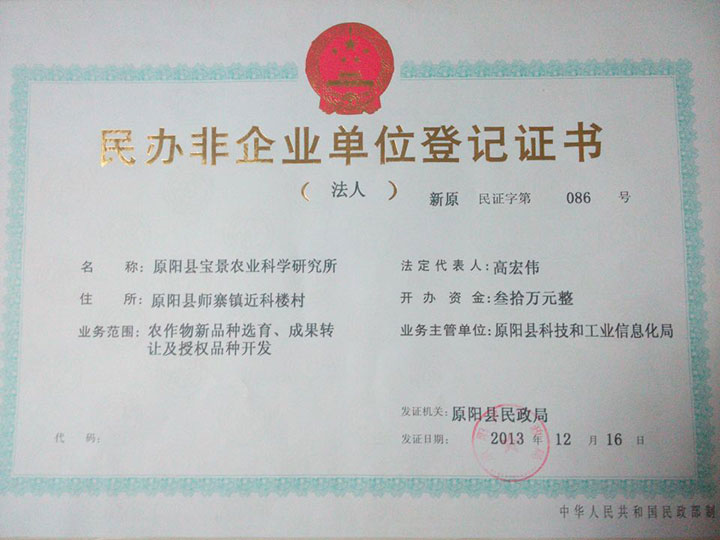 民办非企业单位登记证书
（ 法人 ）
新原 民证字第 086 号
名 称：原阳县宝景农业科学研究所
住 所：原阳县师寨镇近科楼村
业务范围：农作物新品种选育、成果转
让及授权品种开发
法定代表人：高宏伟
开办资金：叁拾万元整
业务主管单位：原阳县科技和工业信息化局
代 码：
发证机关：原阳县民政局
发证日期：2013 年 12 月 16 日
中华人民共和国民政部制